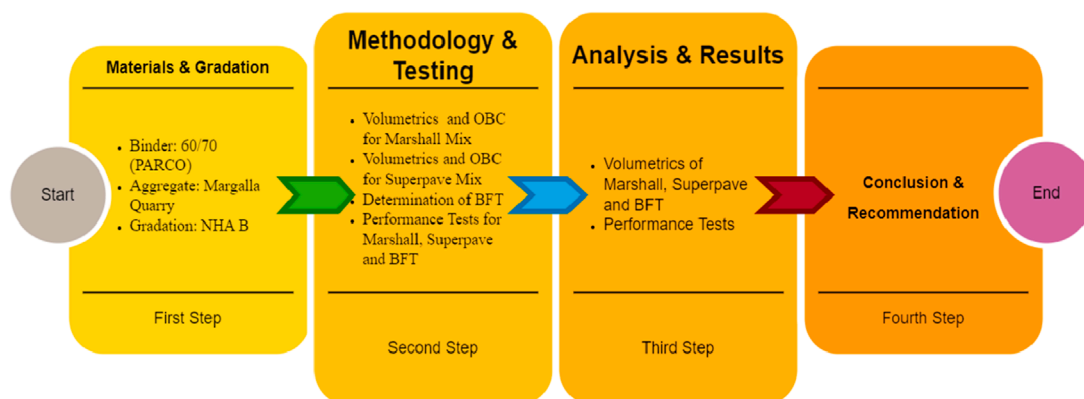 Start
Materials & Gradation
• Binder: 60/70
(PARCO)
• Aggregate: Margalla
Quarry
• Gradation: NHA B
First Step
Methodology &
Testing
• Volumetrics and OBC
for Marshall Mix
• Volumetrics and OBC
for Superpave Mix
• Determination of BFT
• Performance Tests for
Marshall, Superpave
and BFT
Second Step
Analysis & Results
• Volumetrics of
Marshall, Superpave
and BFT
• Performance Tests
Third Step
Conclusion &
Recommendation
Fourth Step
End